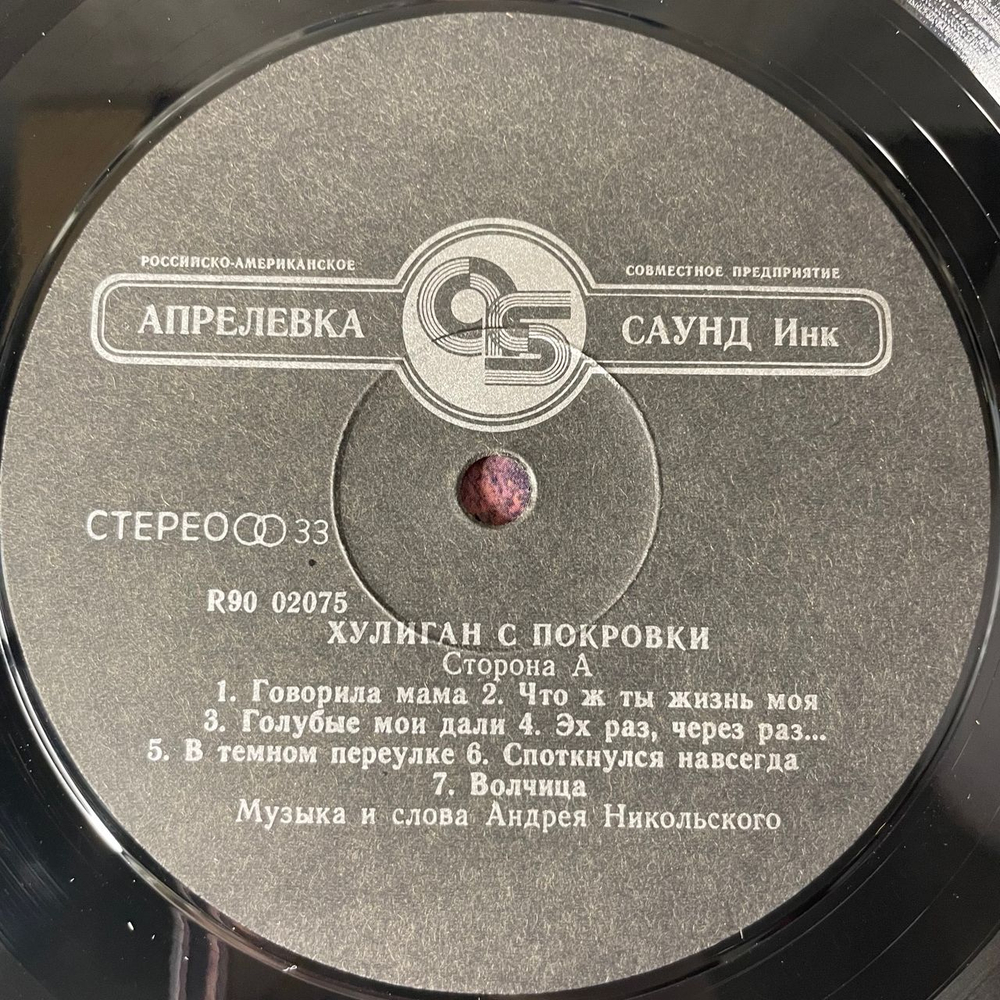 РОССИПСКО-АМЕРИКАНСКОЕ
СОВМЕСТНОЕ ПРЕДПРИЯТИЕ
АПРЕЛЕВКА
САУНД Инк
СТЕРЕО 33
R90 02075
ХУЛИГАН С ПОКРОВКИ
Сторона А
1. Говорила мама 2. Что ж ты жизнь моя
3. Голубые мои дали 4. Эх раз, через раз...
5. В темном переулке 6. Споткнулся навсегда
7. Волчица
Музыка и слова Андрея Никольского